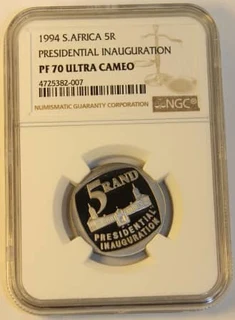 1994 S.AFRICA 5R
PRESIDENTIAL INAUGURATION
PF 70 ULTRA CAMEO
4725382-007
NUMISMATIC GUARANTY CORPORATION
NGC
5 RAND
PRESIDENTIAL
INAUGURATION